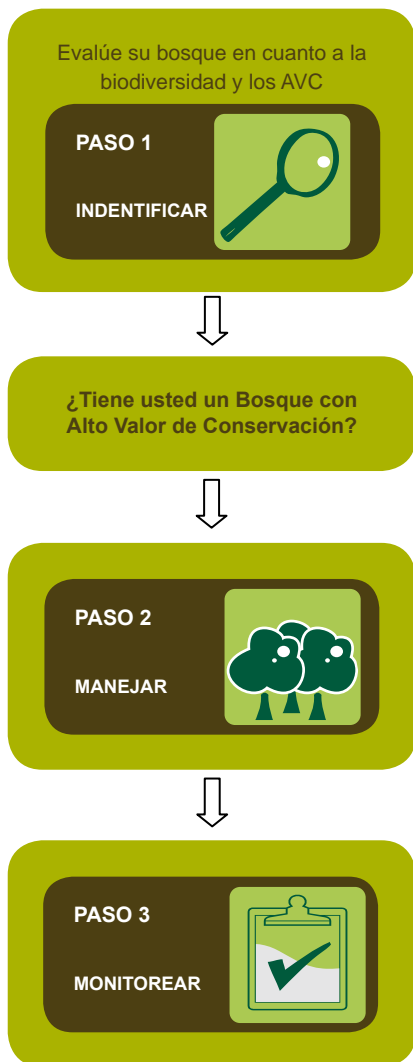 Evalúe su bosque en cuanto a la
biodiversidad y los AVC
PASO 1
INDENTIFICAR
¿Tiene usted un Bosque con
Alto Valor de Conservación?
PASO 2
MANEJAR
PASO 3
MONITOREAR